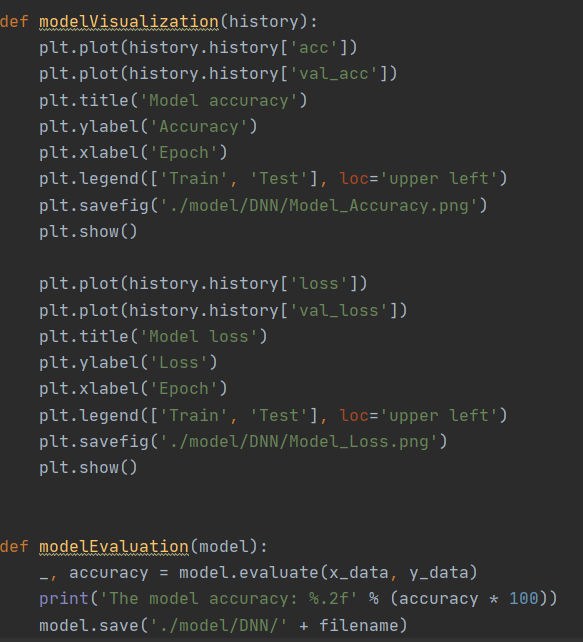 def modelVisualization(history):
    plt.plot(history.history['acc'])
    plt.plot(history.history['val_acc'])
    plt.title('Model accuracy')
    plt.ylabel('Accuracy')
    plt.xlabel('Epoch')
    plt.legend(['Train', 'Test'], loc='upper left')
    plt.savefig('./model/DNN/Model_Accuracy.png')
    plt.show()

    plt.plot(history.history['loss'])
    plt.plot(history.history['val_loss'])
    plt.title('Model loss')
    plt.ylabel('Loss')
    plt.xlabel('Epoch')
    plt.legend(['Train', 'Test'], loc='upper left')
    plt.savefig('./model/DNN/Model_Loss.png')
    plt.show()


def modelEvaluation(model):
    _, accuracy = model.evaluate(x_data, y_data)
    print('The model accuracy: %.2f' % (accuracy * 100))
    model.save('./model/DNN/' + filename)